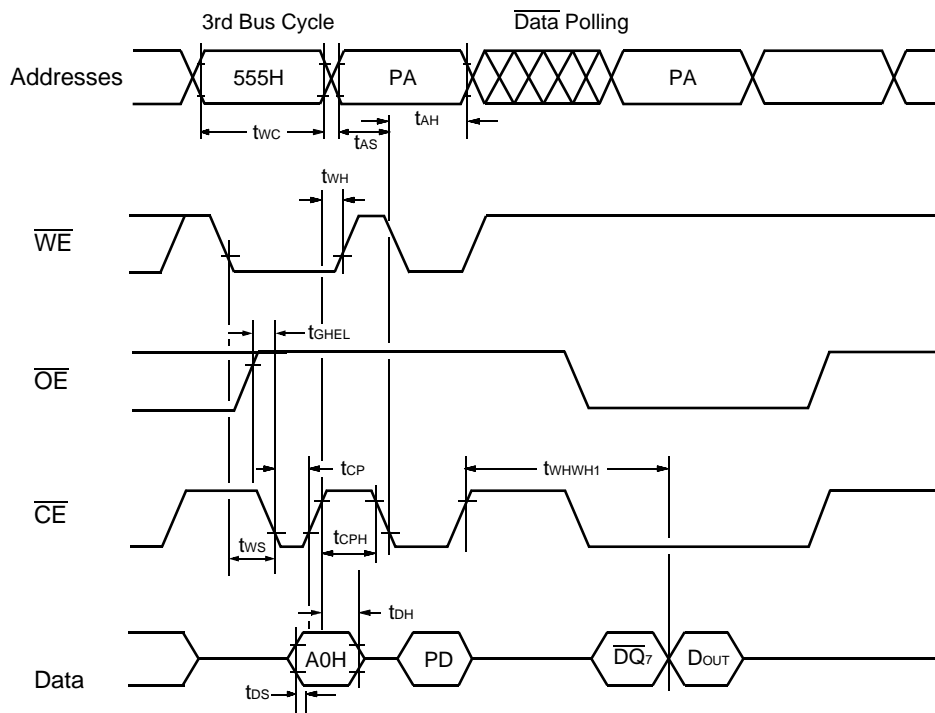 3rd Bus Cycle
Data Polling
Addresses
555H
PA
PA
tWC
tAS
tAH
tWH
WE
tGHEL
OE
tCP
tWHWH1
CE
tWS
tCPH
tDH
Data
A0H
PD
DQ7
DOUT
tDS